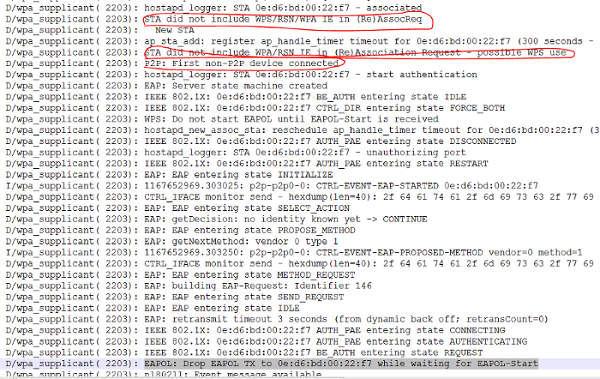 D/wpa_supplicant( 2203): hostapd_logger: STA 0e:d6:bd:00:22:f7 - associated
D/wpa_supplicant( 2203): STA did not include WPS/RSN/WPA IE in (Re)AssocReq
D/wpa_supplicant( 2203):   New STA
D/wpa_supplicant( 2203): ap_sta_add: register ap_handle_timer timeout for 0e:d6:bd:00:22:f7 (300 seconds -
D/wpa_supplicant( 2203): STA did not include WPA/RSN IE in (Re)Association Request - possible WPS use
D/wpa_supplicant( 2203): P2P: First non-P2P device connected
D/wpa_supplicant( 2203): hostapd_logger: STA 0e:d6:bd:00:22:f7 - start authentication
D/wpa_supplicant( 2203): EAP: Server state machine created
D/wpa_supplicant( 2203): IEEE 802.1X: 0e:d6:bd:00:22:f7 BE_AUTH entering state IDLE
D/wpa_supplicant( 2203): IEEE 802.1X: 0e:d6:bd:00:22:f7 CTRL_DIR entering state FORCE_BOTH
D/wpa_supplicant( 2203): WPS: Do not start EAPOL until EAPOL-Start is received
D/wpa_supplicant( 2203): hostapd_new_assoc_sta: reschedule ap_handle_timer timeout for 0e:d6:bd:00:22:f7 (3
D/wpa_supplicant( 2203): IEEE 802.1X: 0e:d6:bd:00:22:f7 AUTH_PAE entering state DISCONNECTED
D/wpa_supplicant( 2203): hostapd_logger: STA 0e:d6:bd:00:22:f7 - unauthorizing port
D/wpa_supplicant( 2203): IEEE 802.1X: 0e:d6:bd:00:22:f7 AUTH_PAE entering state RESTART
D/wpa_supplicant( 2203): EAP: EAP entering state INITIALIZE
I/wpa_supplicant( 2203): 1167652969.303025: p2p-p2p0-0: CTRL-EVENT-EAP-STARTED 0e:d6:bd:00:22:f7
D/wpa_supplicant( 2203): CTRL_IFACE monitor send - hexdump(len=40): 2f 64 61 74 61 2f 6d 69 73 63 2f 77 69
D/wpa_supplicant( 2203): EAP: EAP entering state SELECT_ACTION
D/wpa_supplicant( 2203): EAP: getDecision: no identity known yet -> CONTINUE
D/wpa_supplicant( 2203): EAP: EAP entering state PROPOSE_METHOD
D/wpa_supplicant( 2203): EAP: getNextMethod: vendor 0 type 1
I/wpa_supplicant( 2203): 1167652969.303250: p2p-p2p0-0: CTRL-EVENT-EAP-PROPOSED-METHOD vendor=0 method=1
D/wpa_supplicant( 2203): CTRL_IFACE monitor send - hexdump(len=40): 2f 64 61 74 61 2f 6d 69 73 63 2f 77 69
D/wpa_supplicant( 2203): EAP: EAP entering state METHOD_REQUEST
D/wpa_supplicant( 2203): EAP: building EAP-Request: Identifier 146
D/wpa_supplicant( 2203): EAP: EAP entering state SEND_REQUEST
D/wpa_supplicant( 2203): EAP: EAP entering state IDLE
D/wpa_supplicant( 2203): EAP: retransmit timeout 3 seconds (from dynamic back off; retransCount=0)
D/wpa_supplicant( 2203): IEEE 802.1X: 0e:d6:bd:00:22:f7 AUTH_PAE entering state CONNECTING
D/wpa_supplicant( 2203): IEEE 802.1X: 0e:d6:bd:00:22:f7 AUTH_PAE entering state AUTHENTICATING
D/wpa_supplicant( 2203): IEEE 802.1X: 0e:d6:bd:00:22:f7 BE_AUTH entering state REQUEST
D/wpa_supplicant( 2203): EAPOL: Drop EAPOL TX to 0e:d6:bd:00:22:f7 while waiting for EAPOL-Start
D/wpa_supplicant( 2203): nl80211: Event message available